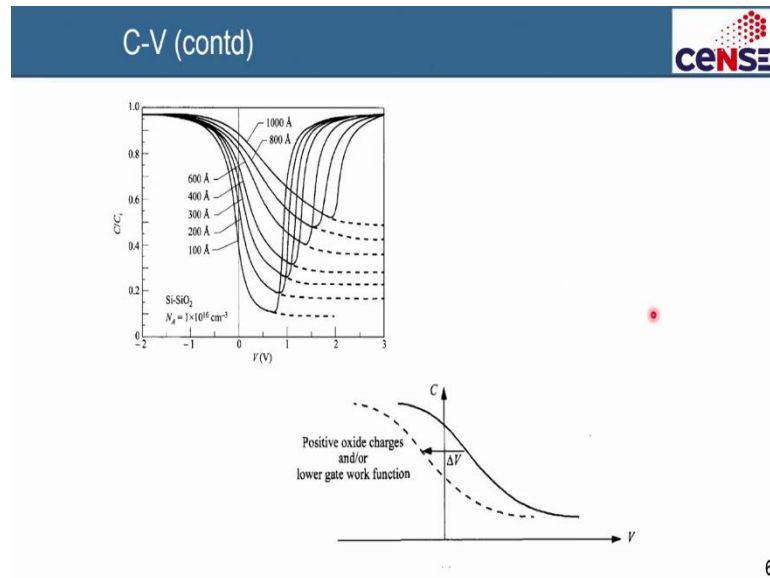 C-V (contd)
CeNSE
1.0
0.8
0.6
0.4
0.2
0
C/Cᵢ
1000 Å
800 Å
600 Å
400 Å
300 Å
200 Å
100 Å
Si-SiO₂
N_A = 1×10¹⁶ cm⁻³
-2
-1
0
1
2
3
V(V)
C
Positive oxide charges
and/or
lower gate work function
ΔV
V
6